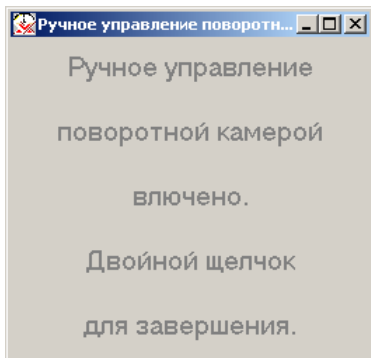 Ручное управление поворотн...
Ручное управление
поворотной камерой
влючено.
Двойной щелчок
для завершения.